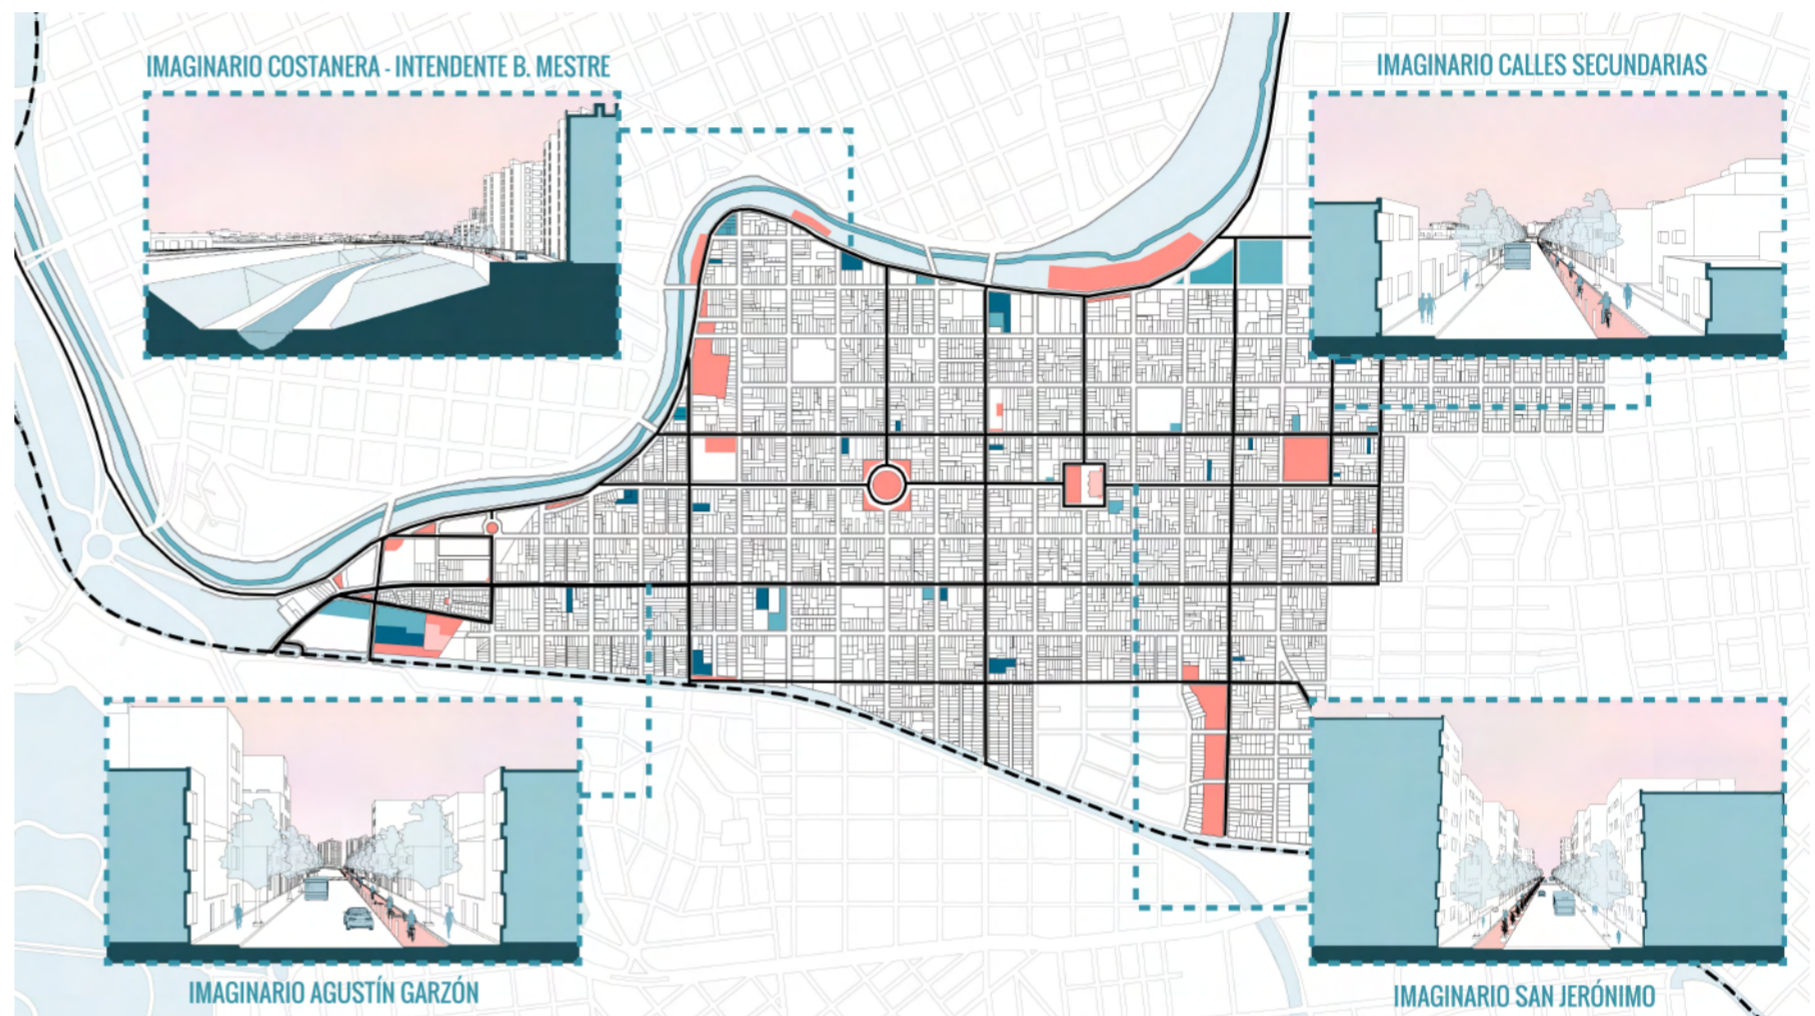 IMAGINARIO COSTANERA - INTENDENTE B. MESTRE
IMAGINARIO CALLES SECUNDARIAS
IMAGINARIO AGUSTÍN GARZÓN
IMAGINARIO SAN JERÓNIMO